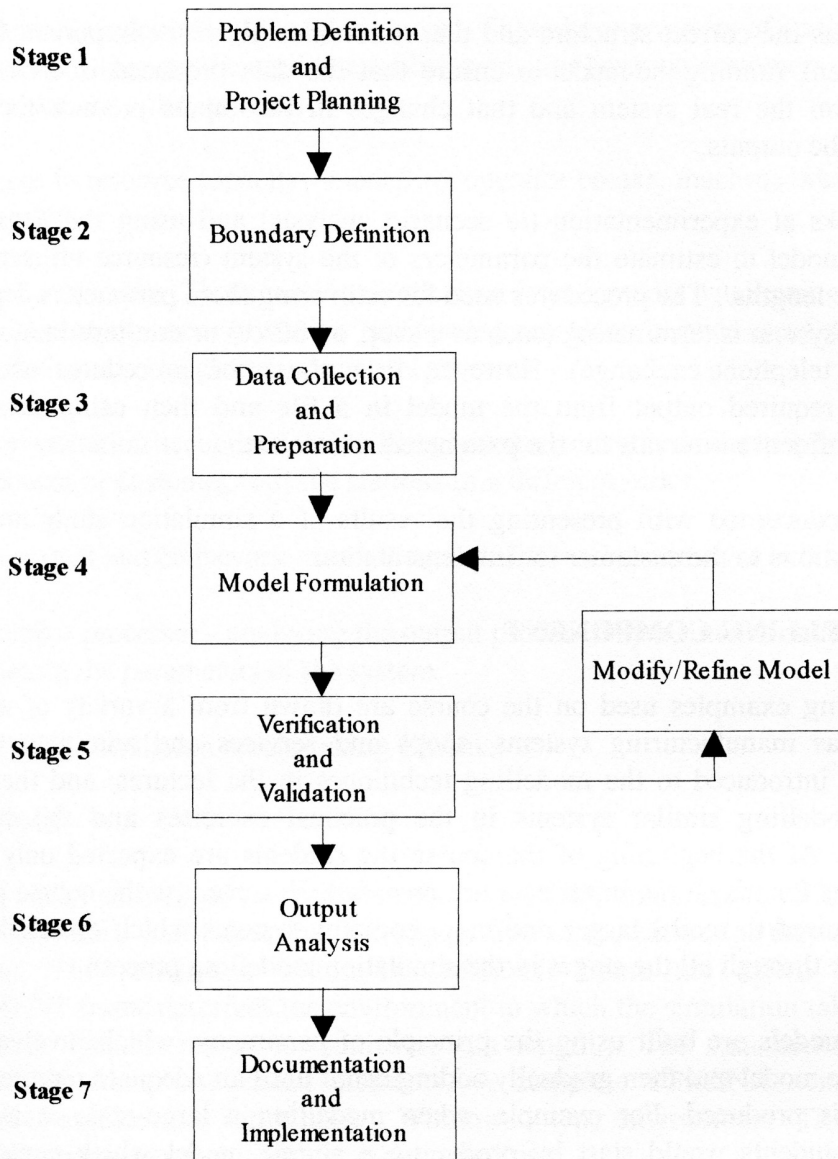 Stage 1
Problem Definition
and
Project Planning
Stage 2
Boundary Definition
Stage 3
Data Collection
and
Preparation
Stage 4
Model Formulation
Modify/Refine Model
Stage 5
Verification
and
Validation
Stage 6
Output
Analysis
Stage 7
Documentation
and
Implementation